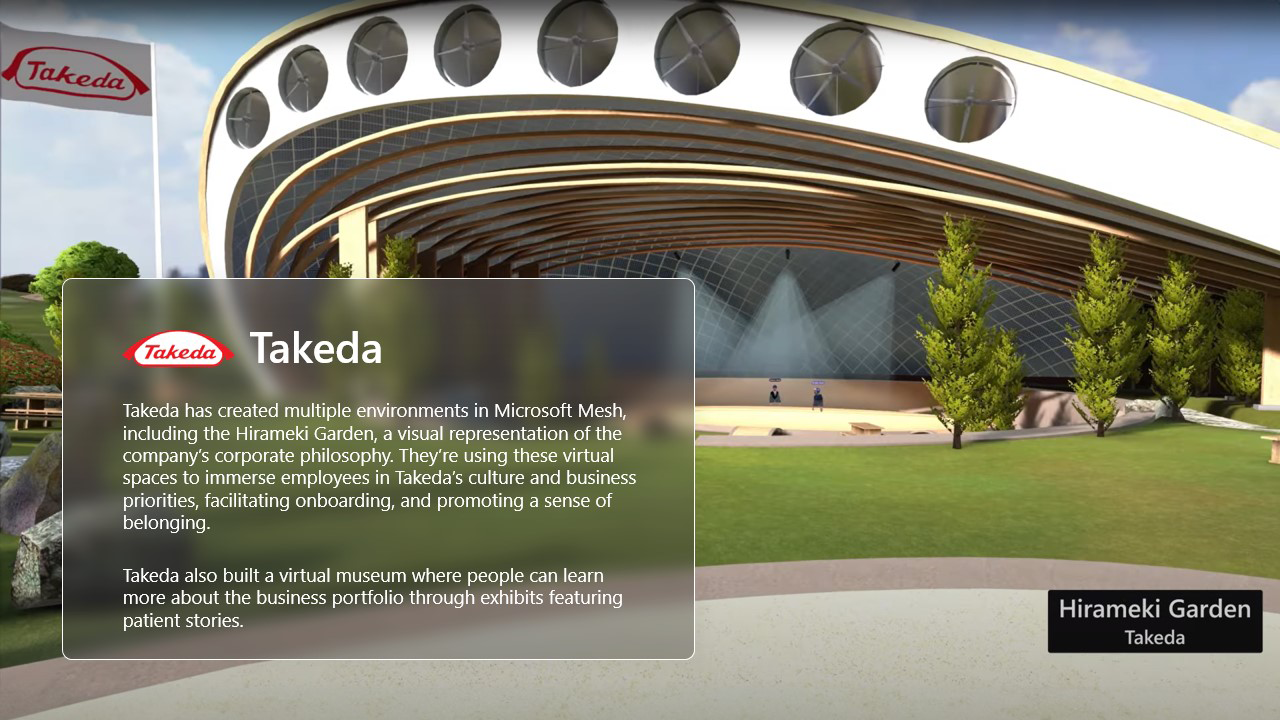 Takeda
Takeda
Takeda
Takeda has created multiple environments in Microsoft Mesh,
including the Hirameki Garden, a visual representation of the
company's corporate philosophy. They're using these virtual
spaces to immerse employees in Takeda's culture and business
priorities, facilitating onboarding, and promoting a sense of
belonging.
Takeda also built a virtual museum where people can learn
more about the business portfolio through exhibits featuring
patient stories.
Hirameki Garden
Takeda